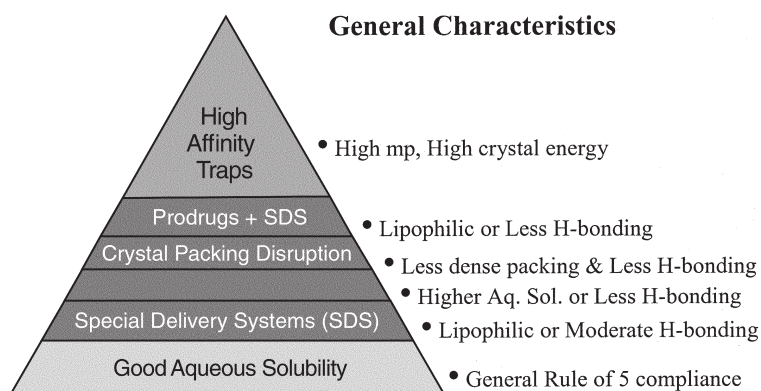 General Characteristics
High
Affinity
Traps
• High mp, High crystal energy
Prodrugs + SDS
• Lipophilic or Less H-bonding
Crystal Packing Disruption
• Less dense packing & Less H-bonding
• Higher Aq. Sol. or Less H-bonding
Special Delivery Systems (SDS)
• Lipophilic or Moderate H-bonding
Good Aqueous Solubility
• General Rule of 5 compliance